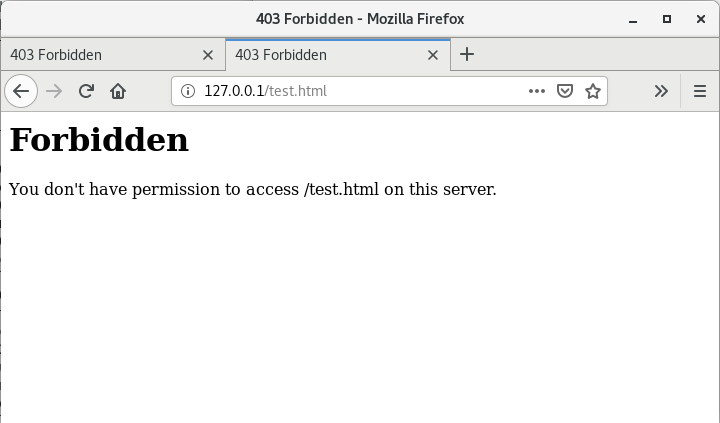 403 Forbidden - Mozilla Firefox
403 Forbidden
403 Forbidden
127.0.0.1/test.html
Forbidden
You don't have permission to access /test.html on this server.